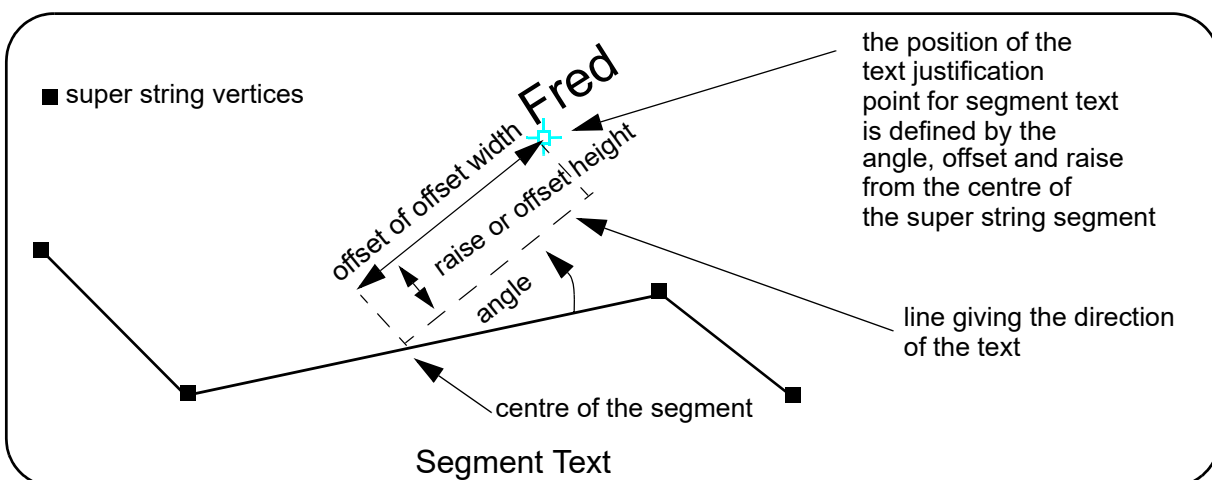 the position of the
text justification
point for segment text
is defined by the
angle, offset and raise
from the centre of
the super string segment
super string vertices
Fred
offset of offset width
raise or offset height
angle
line giving the direction
of the text
centre of the segment
Segment Text